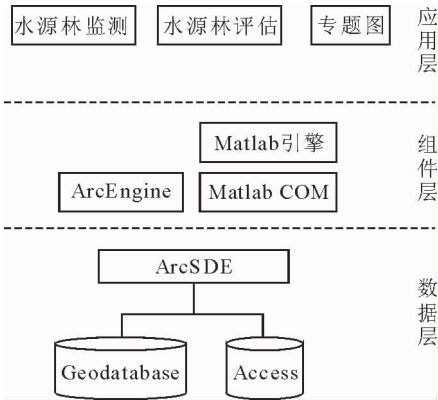 水源林监测
水源林评估
专题图
应用层
Matlab引擎
ArcEngine
Matlab COM
组件层
ArcSDE
数据层
Geodatabase
Access